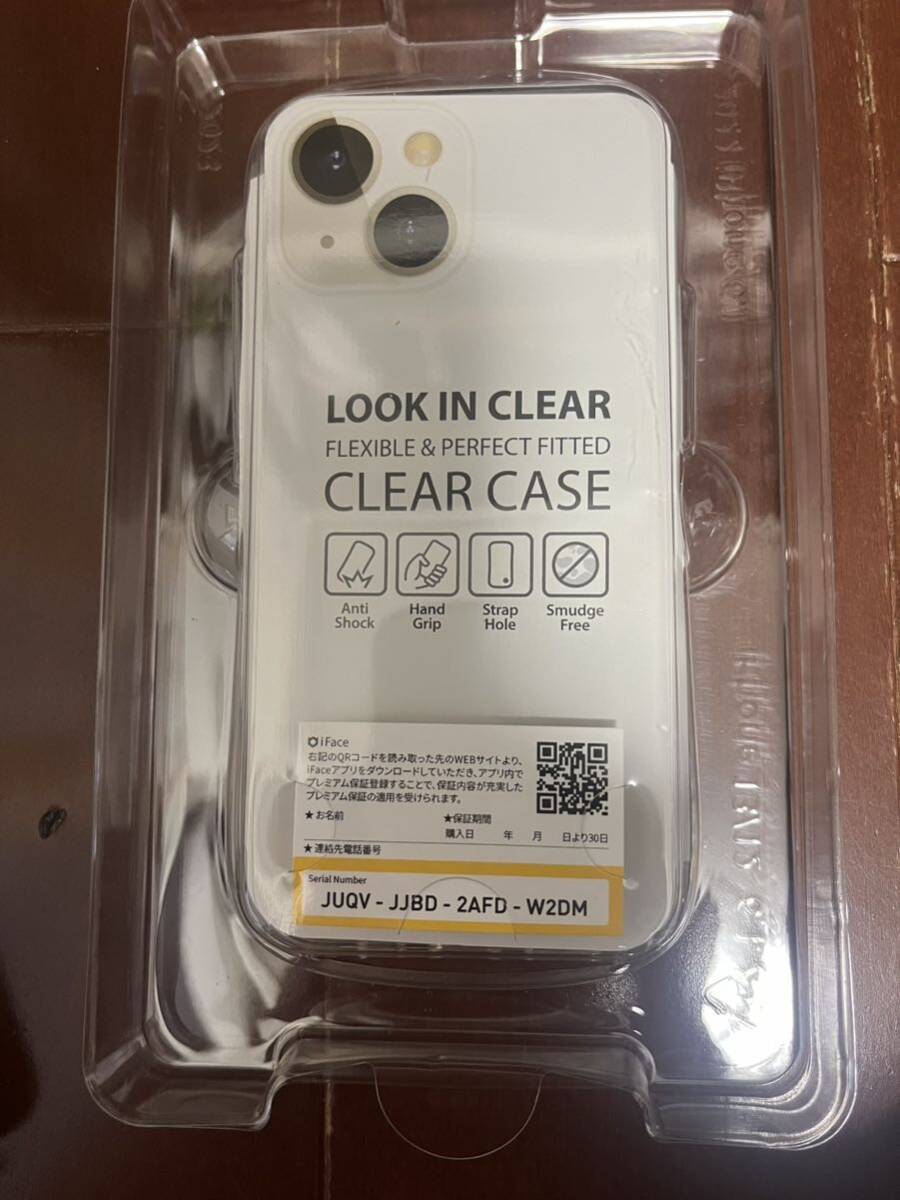 LOOK IN CLEAR
FLEXIBLE & PERFECT FITTED
CLEAR CASE
Anti Shock
Hand Grip
Strap Hole
Smudge Free
iFace
右記のQRコードを読み取った先のWEBサイトより、
iFaceアプリをダウンロードしていただき、アプリ内で
プレミアム保証登録することで、保証内容が充実した
プレミアム保証の適用を受けられます。
★お名前
★保証期間
購入日 年 月 日より30日
★連絡先電話番号
Serial Number
JUQV - JJBD - 2AFD - W2DM